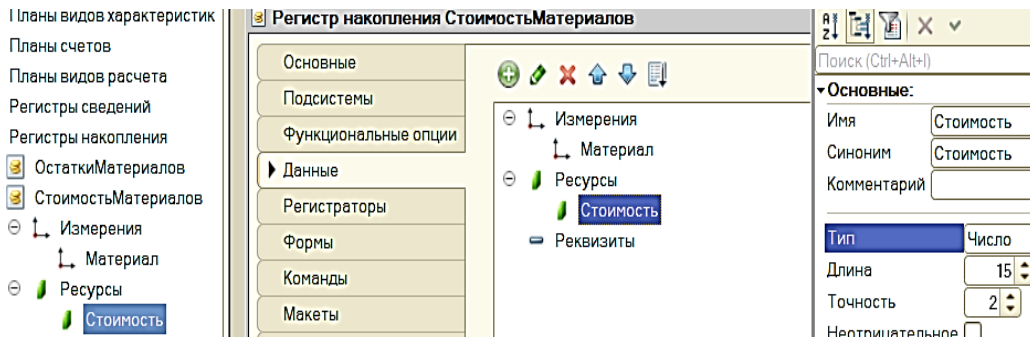 Планы видов характеристик
Планы счетов
Планы видов расчета
Регистры сведений
Регистры накопления
ОстаткиМатериалов
СтоимостьМатериалов
Измерения
Материал
Ресурсы
Стоимость
Регистр накопления СтоимостьМатериалов
Основные
Подсистемы
Функциональные опции
Данные
Регистраторы
Формы
Команды
Макеты
Измерения
Материал
Ресурсы
Стоимость
Реквизиты
Поиск (Ctrl+Alt+I)
Основные:
Имя Стоимость
Синоним Стоимость
Комментарий
Тип Число
Длина 15
Точность 2
Неотрицательное